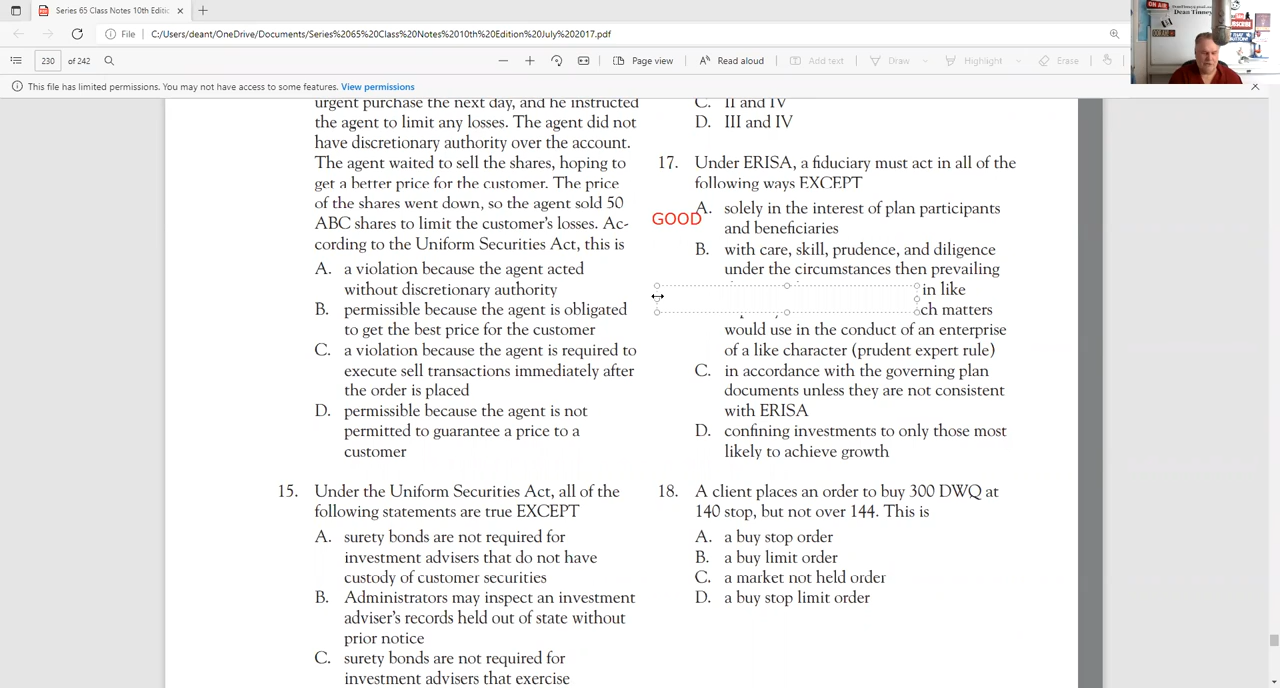 Series 65 Class Notes 10th Editic
File
C:/Users/deant/OneDrive/Documents/Series%2065%20Class%20Notes%2010th%20Edition%20July%202017.pdf
230 of 242
Page view
Read aloud
Add text
Draw
Highlight
Erase
This file has limited permissions. You may not have access to some features. View permissions
ON AIR
Dean Tinney
urgent purchase the next day, and he instructed
the agent to limit any losses. The agent did not
have discretionary authority over the account.
The agent waited to sell the shares, hoping to
get a better price for the customer. The price
of the shares went down, so the agent sold 50
ABC shares to limit the customer's losses. Ac-
cording to the Uniform Securities Act, this is
A. a violation because the agent acted
without discretionary authority
B. permissible because the agent is obligated
to get the best price for the customer
C. a violation because the agent is required to
execute sell transactions immediately after
the order is placed
D. permissible because the agent is not
permitted to guarantee a price to a
customer
15. Under the Uniform Securities Act, all of the
following statements are true EXCEPT
A. surety bonds are not required for
investment advisers that do not have
custody of customer securities
B. Administrators may inspect an investment
adviser's records held out of state without
prior notice
C. surety bonds are not required for
investment advisers that exercise
C. II and IV
D. III and IV
17. Under ERISA, a fiduciary must act in all of the
following ways EXCEPT
GOOD
A. solely in the interest of plan participants
and beneficiaries
B. with care, skill, prudence, and diligence
under the circumstances then prevailing
in like
ch matters
would use in the conduct of an enterprise
of a like character (prudent expert rule)
C. in accordance with the governing plan
documents unless they are not consistent
with ERISA
D. confining investments to only those most
likely to achieve growth
18. A client places an order to buy 300 DWQ at
140 stop, but not over 144. This is
A. a buy stop order
B. a buy limit order
C. a market not held order
D. a buy stop limit order